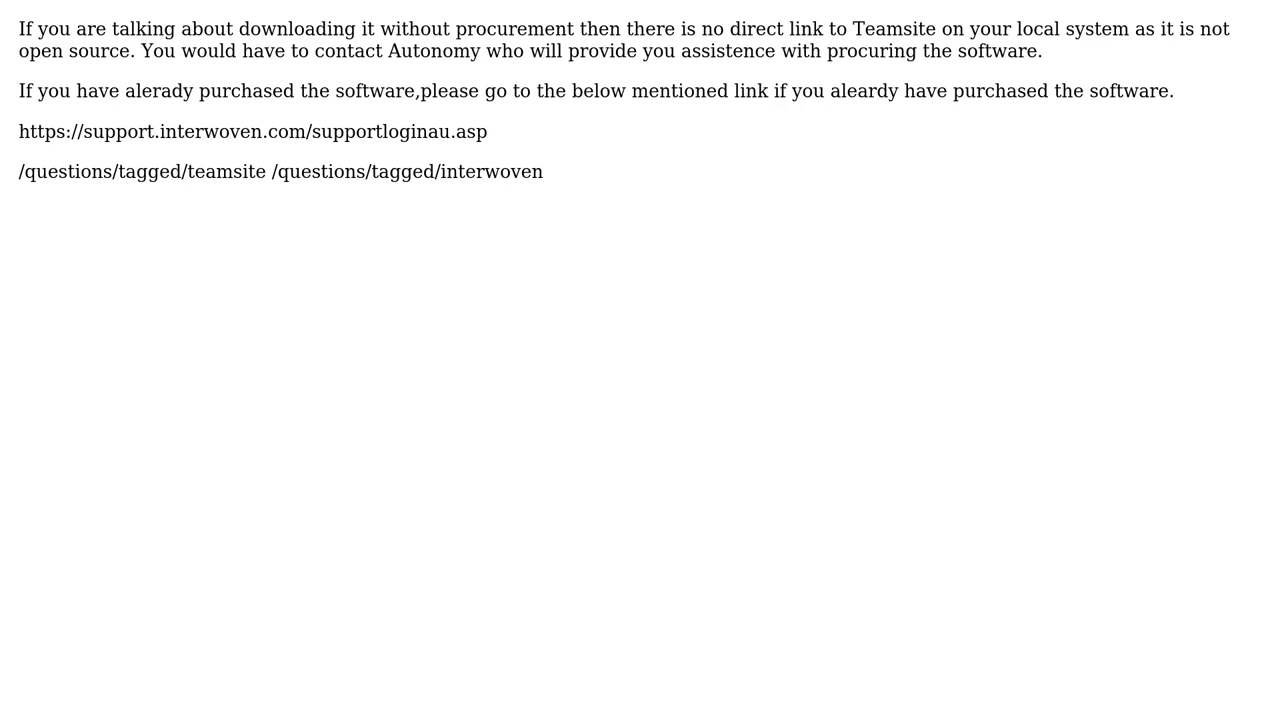 If you are talking about downloading it without procurement then there is no direct link to Teamsite on your local system as it is not
open source. You would have to contact Autonomy who will provide you assistence with procuring the software.
If you have alerady purchased the software,please go to the below mentioned link if you aleardy have purchased the software.
https://support.interwoven.com/supportloginau.asp
/questions/tagged/teamsite /questions/tagged/interwoven